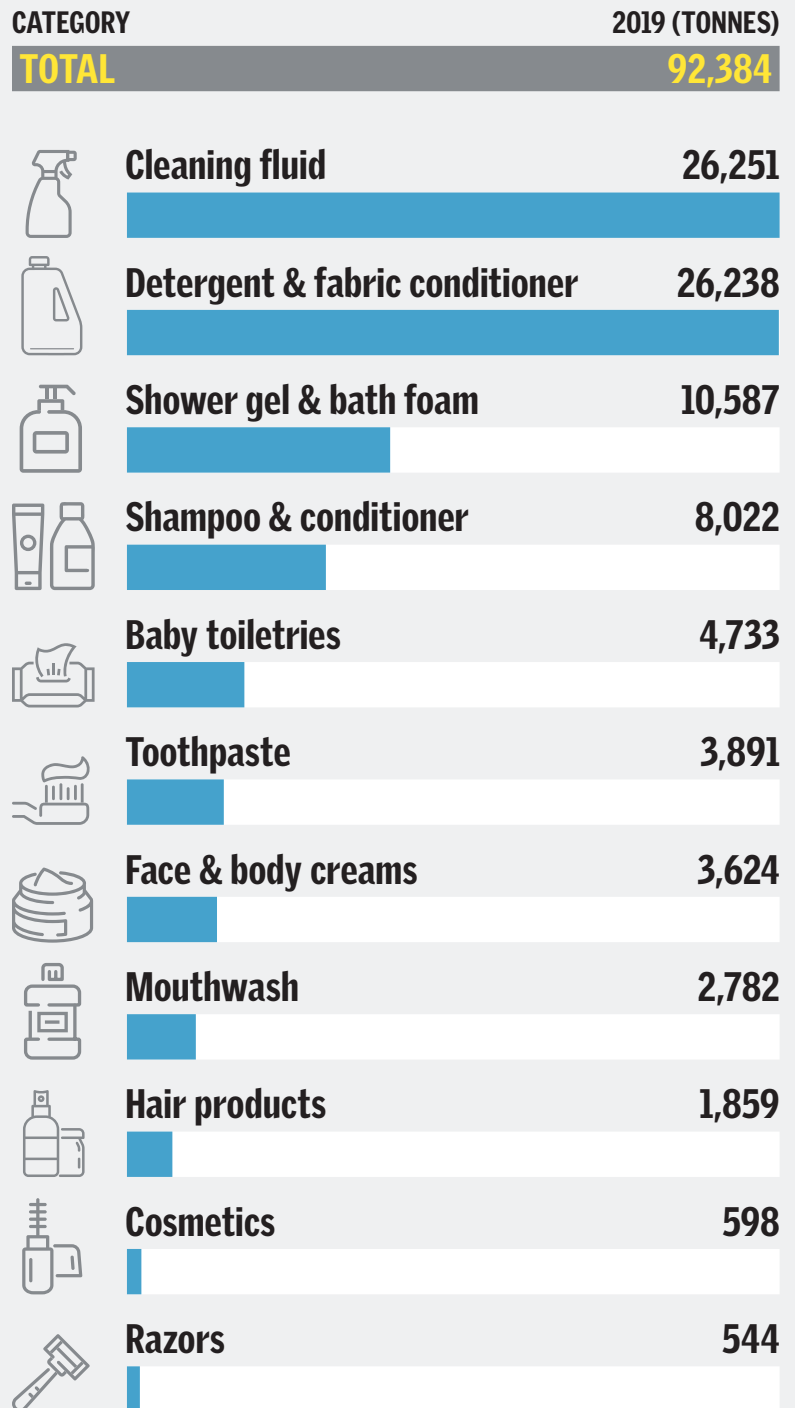 CATEGORY 2019 (TONNES)
TOTAL 92,384
Cleaning fluid 26,251
Detergent & fabric conditioner 26,238
Shower gel & bath foam 10,587
Shampoo & conditioner 8,022
Baby toiletries 4,733
Toothpaste 3,891
Face & body creams 3,624
Mouthwash 2,782
Hair products 1,859
Cosmetics 598
Razors 544